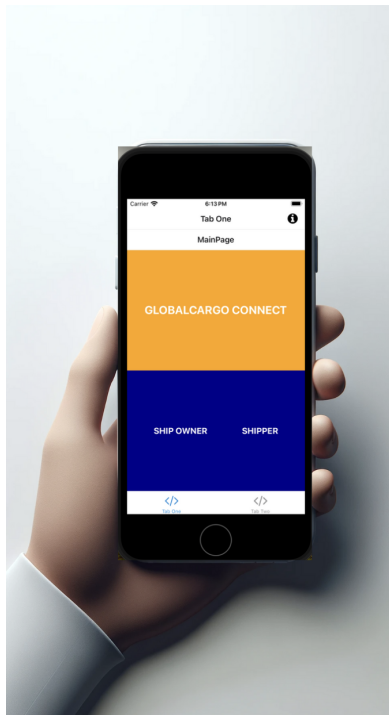 Carrier 6:13 PM
Tab One
MainPage
GLOBALCARGO CONNECT
SHIP OWNER SHIPPER
Tab One Tab Two